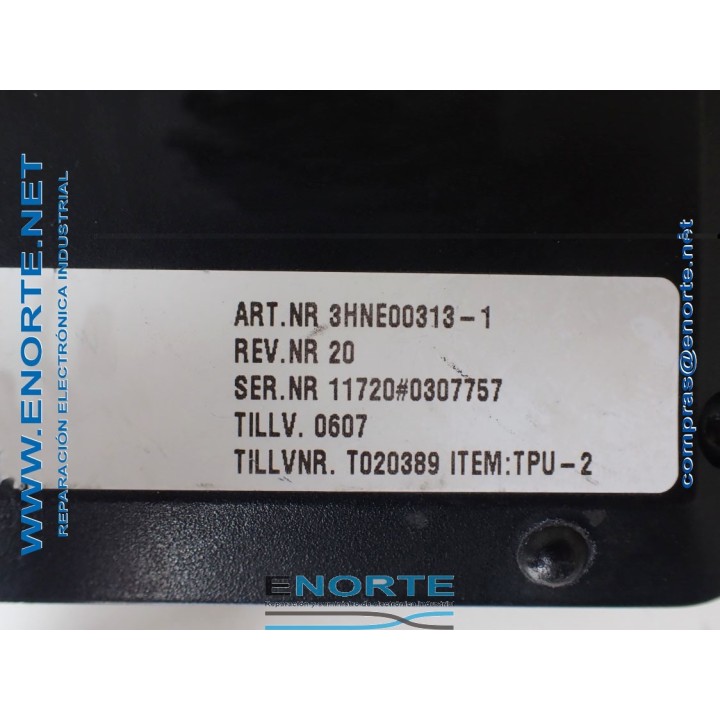 WWW.ENORTE.NET
REPARACIÓN ELECTRÓNICA INDUSTRIAL
ART.NR 3HNE00313-1
REV.NR 20
SER.NR 11720#0307757
TILLV. 0607
TILLVNR. T020389 ITEM:TPU-2
compras@enorte.net
ENORTE